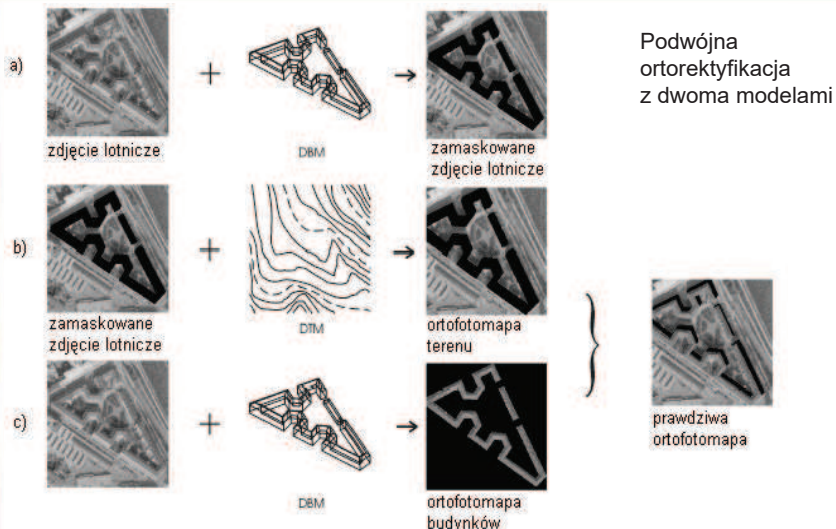 Podwójna
ortorektyfikacja
z dwoma modelami
a)
zdjęcie lotnicze
DBM
zamaskowane
zdjęcie lotnicze
b)
zamaskowane
zdjęcie lotnicze
DTM
ortofotomapa
terenu
c)
DBM
ortofotomapa
budynków
prawdziwa
ortofotomapa